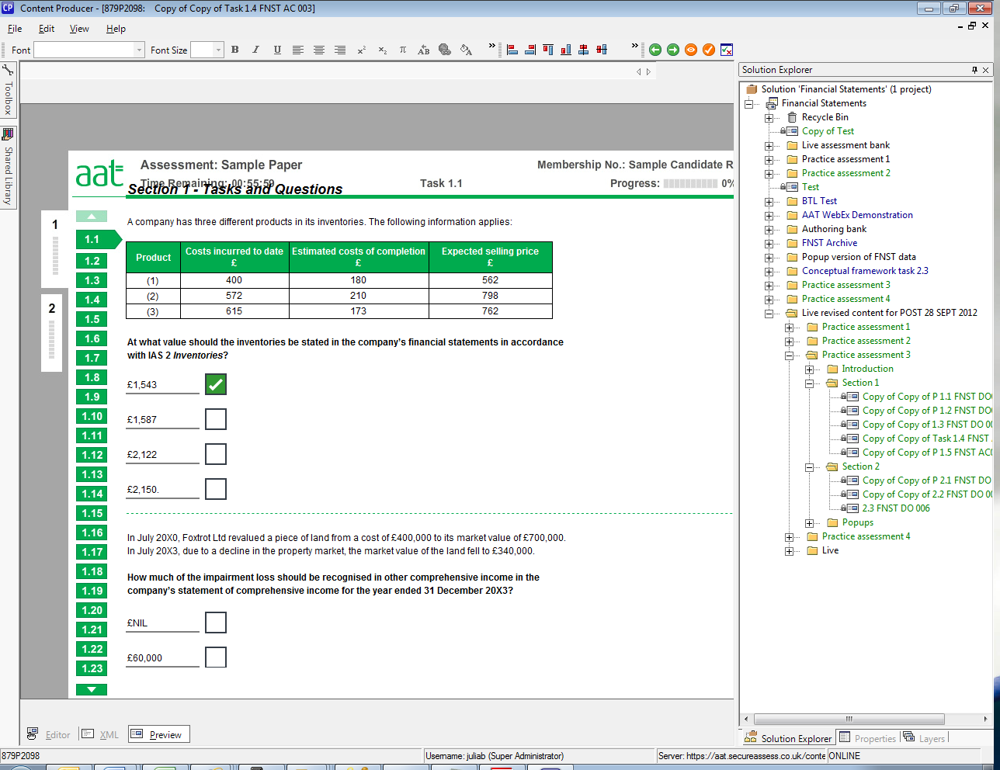 Content Producer - [879P2098:    Copy of Copy of Task 1.4 FNST AC 003]
File Edit View Help
Font Font Size B I U
Toolbox
Shared Library
aat
Assessment: Sample Paper
Membership No.: Sample Candidate R
Time Remaining: 00:55:59
Task 1.1
Progress: 0%
Section 1 - Tasks and Questions
1
2
1.1
1.2
1.3
1.4
1.5
1.6
1.7
1.8
1.9
1.10
1.11
1.12
1.13
1.14
1.15
1.16
1.17
1.18
1.19
1.20
1.21
1.22
1.23
A company has three different products in its inventories. The following information applies:
Product Costs incurred to date £ Estimated costs of completion £ Expected selling price £
(1) 400 180 562
(2) 572 210 798
(3) 615 173 762
At what value should the inventories be stated in the company's financial statements in accordance
with IAS 2 Inventories?
£1,543
£1,587
£2,122
£2,150.
In July 20X0, Foxtrot Ltd revalued a piece of land from a cost of £400,000 to its market value of £700,000.
In July 20X3, due to a decline in the property market, the market value of the land fell to £340,000.
How much of the impairment loss should be recognised in other comprehensive income in the
company's statement of comprehensive income for the year ended 31 December 20X3?
£NIL
£60,000
Editor XML Preview
Solution Explorer
Solution 'Financial Statements' (1 project)
Financial Statements
Recycle Bin
Copy of Test
Live assessment bank
Practice assessment 1
Practice assessment 2
Test
BTL Test
AAT WebEx Demonstration
Authoring bank
FNST Archive
Popup version of FNST data
Conceptual framework task 2.3
Practice assessment 3
Practice assessment 4
Live revised content for POST 28 SEPT 2012
Practice assessment 1
Practice assessment 2
Practice assessment 3
Introduction
Section 1
Copy of Copy of P 1.1 FNST DO
Copy of Copy of P 1.2 FNST DO
Copy of Copy of 1.3 FNST DO 00
Copy of Copy of Task 1.4 FNST
Copy of Copy of P 1.5 FNST AC
Section 2
Copy of Copy of P 2.1 FNST DO
Copy of Copy of 2.2 FNST DO 00
2.3 FNST DO 006
Popups
Practice assessment 4
Live
Solution Explorer Properties Layers
879P2098
Username: juliab (Super Administrator)
Server: https://aat.secureassess.co.uk/conte
ONLINE